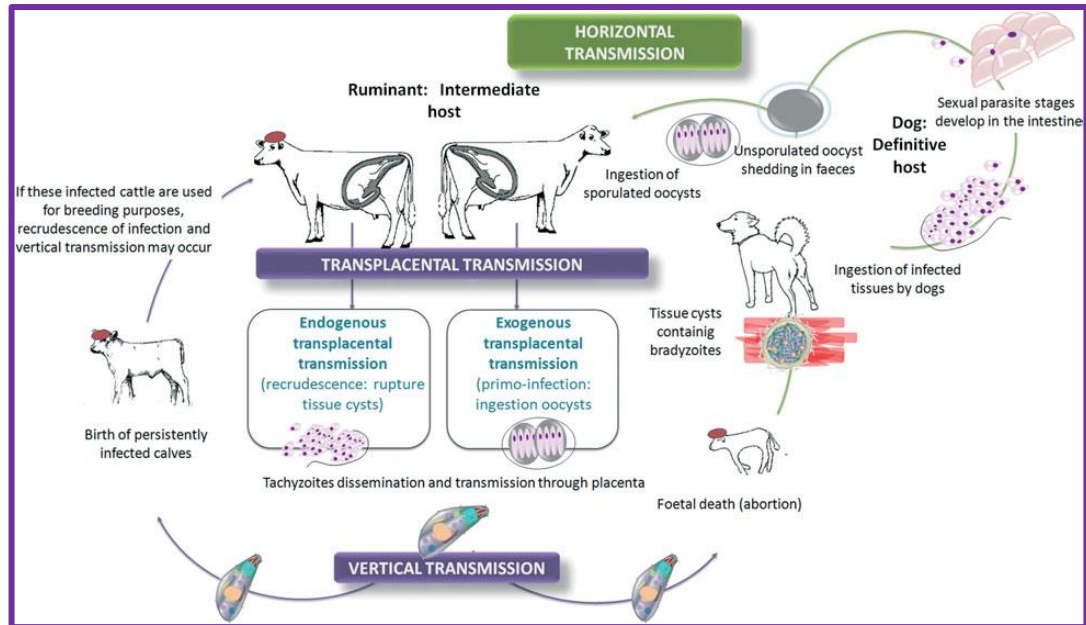 HORIZONTAL
TRANSMISSION
Ruminant: Intermediate
host
Sexual parasite stages
develop in the intestine
Dog:
Definitive
host
Unsporulated oocyst
shedding in faeces
Ingestion of
sporulated oocysts
If these infected cattle are used
for breeding purposes,
recrudescence of infection and
vertical transmission may occur
TRANSPLACENTAL TRANSMISSION
Ingestion of infected
tissues by dogs
Endogenous
transplacental
transmission
(recrudescence: rupture
tissue cysts)
Exogenous
transplacental
transmission
(primo-infection:
ingestion oocysts
Tissue cysts
containig
bradyzoites
Birth of persistently
infected calves
Tachyzoites dissemination and transmission through placenta
Foetal death (abortion)
VERTICAL TRANSMISSION